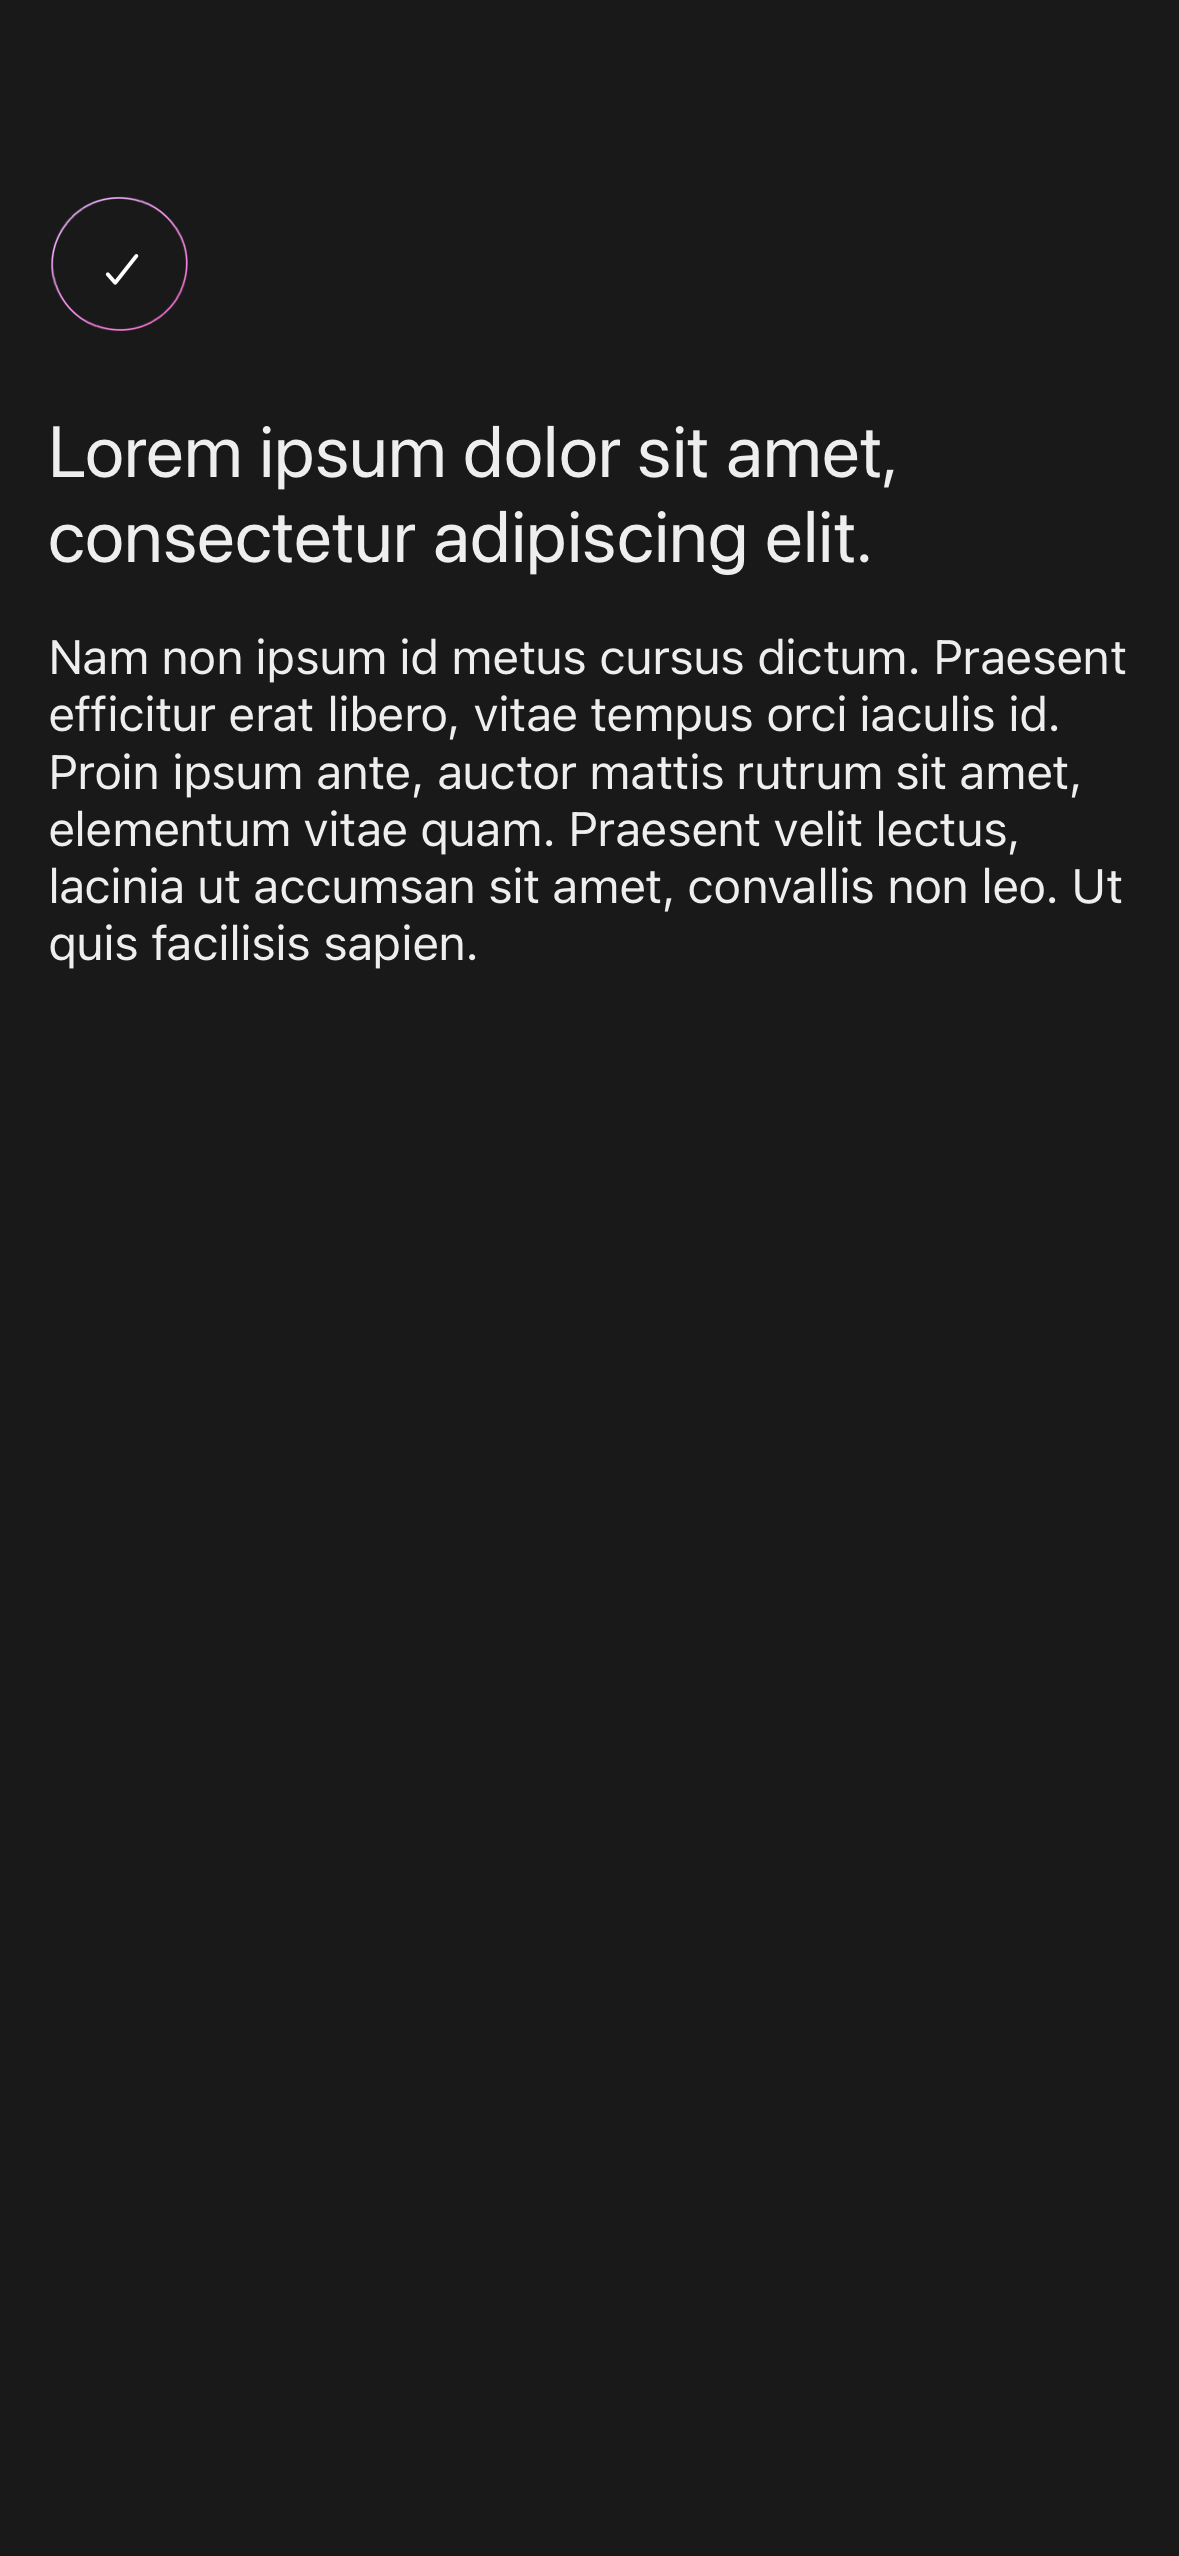 Lorem ipsum dolor sit amet,
consectetur adipiscing elit.
Nam non ipsum id metus cursus dictum. Praesent
efficitur erat libero, vitae tempus orci iaculis id.
Proin ipsum ante, auctor mattis rutrum sit amet,
elementum vitae quam. Praesent velit lectus,
lacinia ut accumsan sit amet, convallis non leo. Ut
quis facilisis sapien.